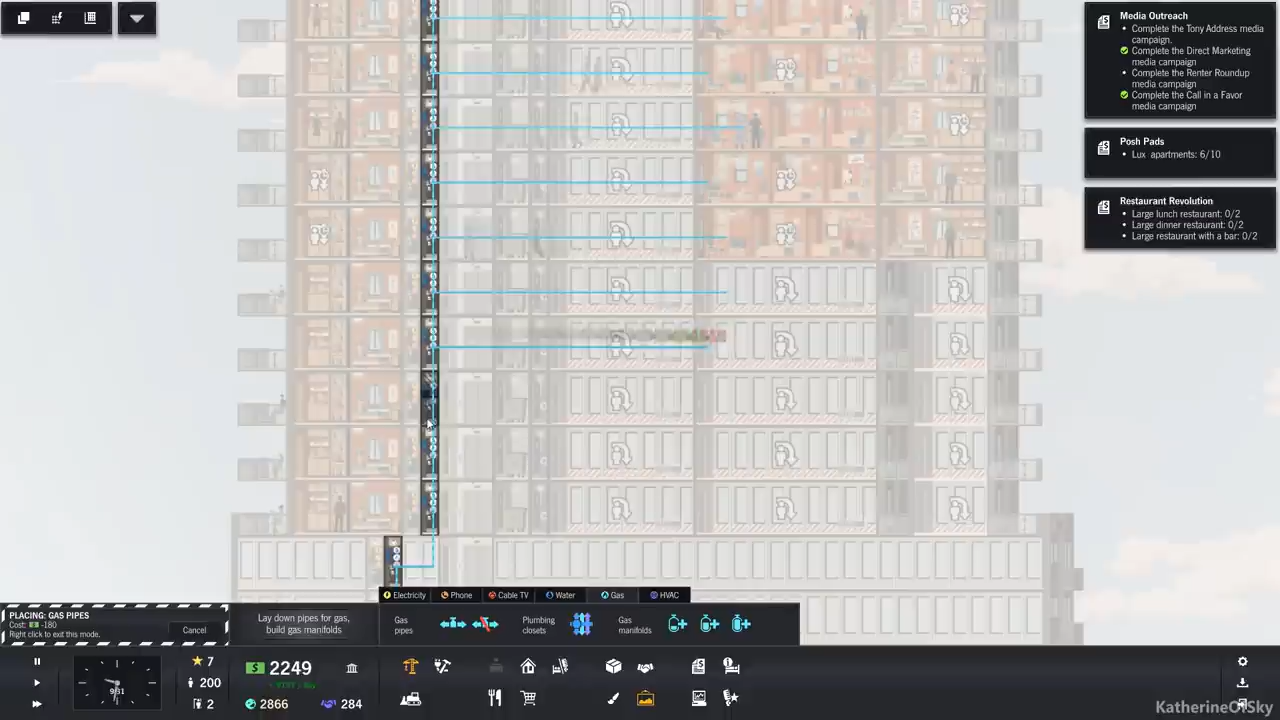 Media Outreach
Complete the Tony Address media
campaign.
Complete the Direct Marketing
media campaign
Complete the Renter Roundup
media campaign
Complete the Call in a Favor
media campaign
Posh Pads
Lux apartments: 6/10
Restaurant Revolution
Large lunch restaurant: 0/2
Large dinner restaurant: 0/2
Large restaurant with a bar: 0/2
Electricity
Phone
Cable TV
Water
Gas
HVAC
PLACING: GAS PIPES
Cost: -180
Right click to exit this mode.
Cancel
Lay down pipes for gas,
build gas manifolds
Gas
pipes
Plumbing
closets
Gas
manifolds
7
200
2
2249
2866
284
KatherineOfSky